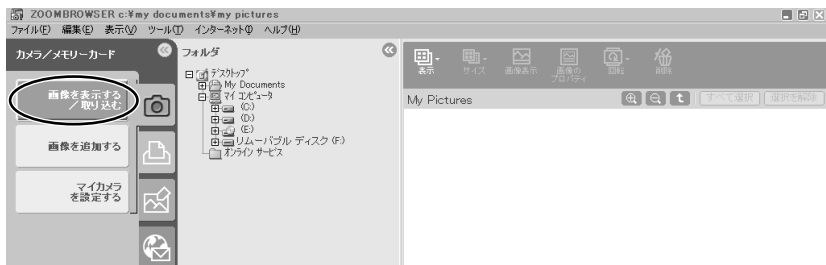 ZOOMBROWSER c:¥my documents¥my pictures
ファイル(F) 編集(E) 表示(V) ツール(T) インターネット(I) ヘルプ(H)
カメラ/メモリーカード
画像を表示する
/取り込む
画像を追加する
マイカメラ
を設定する
フォルダ
デスクトップ
My Documents
マイ コンピュータ
(C:)
(D:)
(E:)
リムーバブル ディスク (F:)
オンライン サービス
表示 サイズ 画像表示 画像の
プロパティ 回転 削除
My Pictures すべて選択 選択を解除